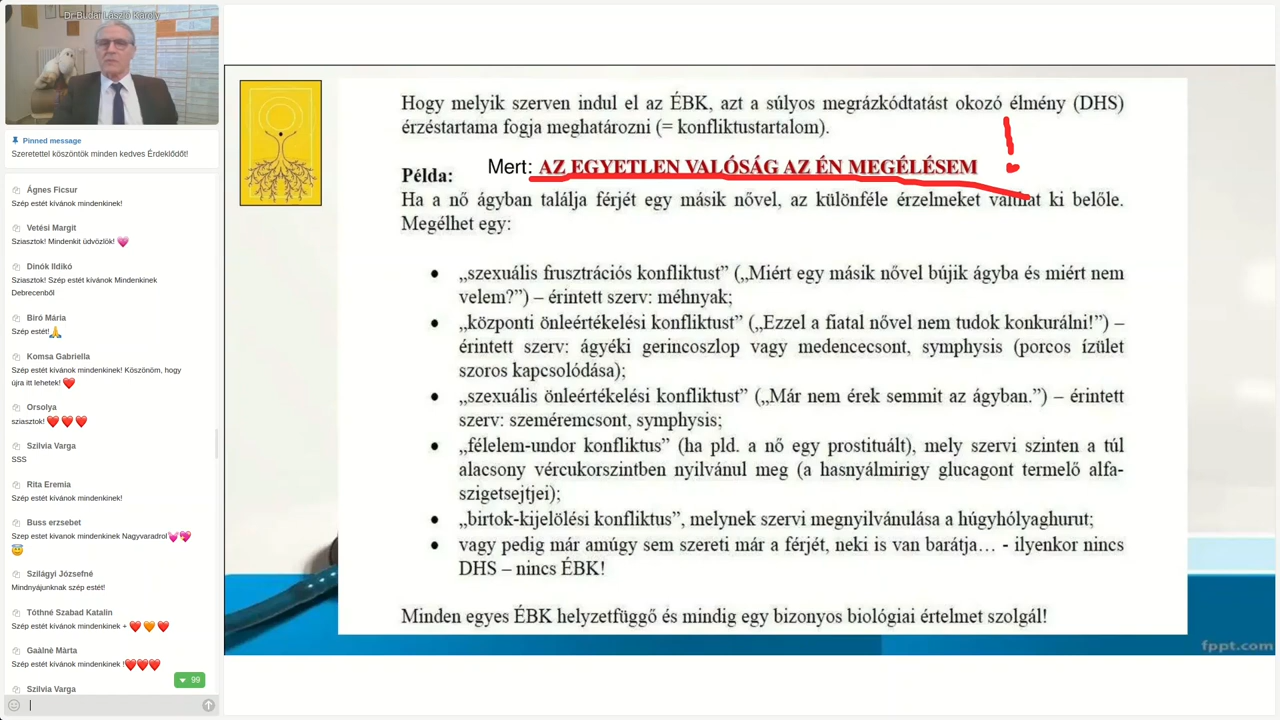 Dr Budai László Károly
Pinned message
Szeretettel köszöntök minden kedves Érdeklődőt!
Ágnes Ficsur
Szép estét kívánok mindenkinek!
Vetési Margit
Sziasztok! Mindenkit üdvözlök!
Dinók Ildikó
Sziasztok! Szép estét kívánok Mindenkinek
Debrecenből
Biró Mária
Szép estét!
Komsa Gabriella
Szép estét kívánok mindenkinek! Köszönöm, hogy
újra itt lehetek!
Orsolya
sziasztok!
Szilvia Varga
SSS
Rita Eremia
Szép estét kívánok mindenkinek!
Buss erzsebet
Szep estet kivanok mindenkinek Nagyvaradrol
Szilágyi Józsefné
Mindnyájunknak szép estét!
Tóthné Szabad Katalin
Szép estét kívánok mindenkinek +
Gaàlnè Màrta
Szép estét kívánok mindenkinek !
Szilvia Varga
99
Hogy melyik szerven indul el az ÉBK, azt a súlyos megrázkódtatást okozó élmény (DHS)
érzéstartama fogja meghatározni (= konfliktustartalom).
Mert: AZ EGYETLEN VALÓSÁG AZ ÉN MEGÉLÉSEM !
Példa:
Ha a nő ágyban találja férjét egy másik nővel, az különféle érzelmeket válthat ki belőle.
Megélhet egy:
• „szexuális frusztrációs konfliktust” („Miért egy másik nővel bújik ágyba és miért nem
velem?”) – érintett szerv: méhnyak;
• „központi önleértékelési konfliktust” („Ezzel a fiatal nővel nem tudok konkurálni!”) –
érintett szerv: ágyéki gerincoszlop vagy medencecsont, symphysis (porcos ízület
szoros kapcsolódása);
• „szexuális önleértékelési konfliktust” („Már nem érek semmit az ágyban.”) – érintett
szerv: szeméremcsont, symphysis;
• „félelem-undor konfliktus” (ha pld. a nő egy prostituált), mely szervi szinten a túl
alacsony vércukorszintben nyilvánul meg (a hasnyálmirigy glucagont termelő alfa-
szigetsejtjei);
• „birtok-kijelölési konfliktus”, melynek szervi megnyilvánulása a húgyhólyaghurut;
• vagy pedig már amúgy sem szereti már a férjét, neki is van barátja… - ilyenkor nincs
DHS – nincs ÉBK!
Minden egyes ÉBK helyzetfüggő és mindig egy bizonyos biológiai értelmet szolgál!
fppt.com